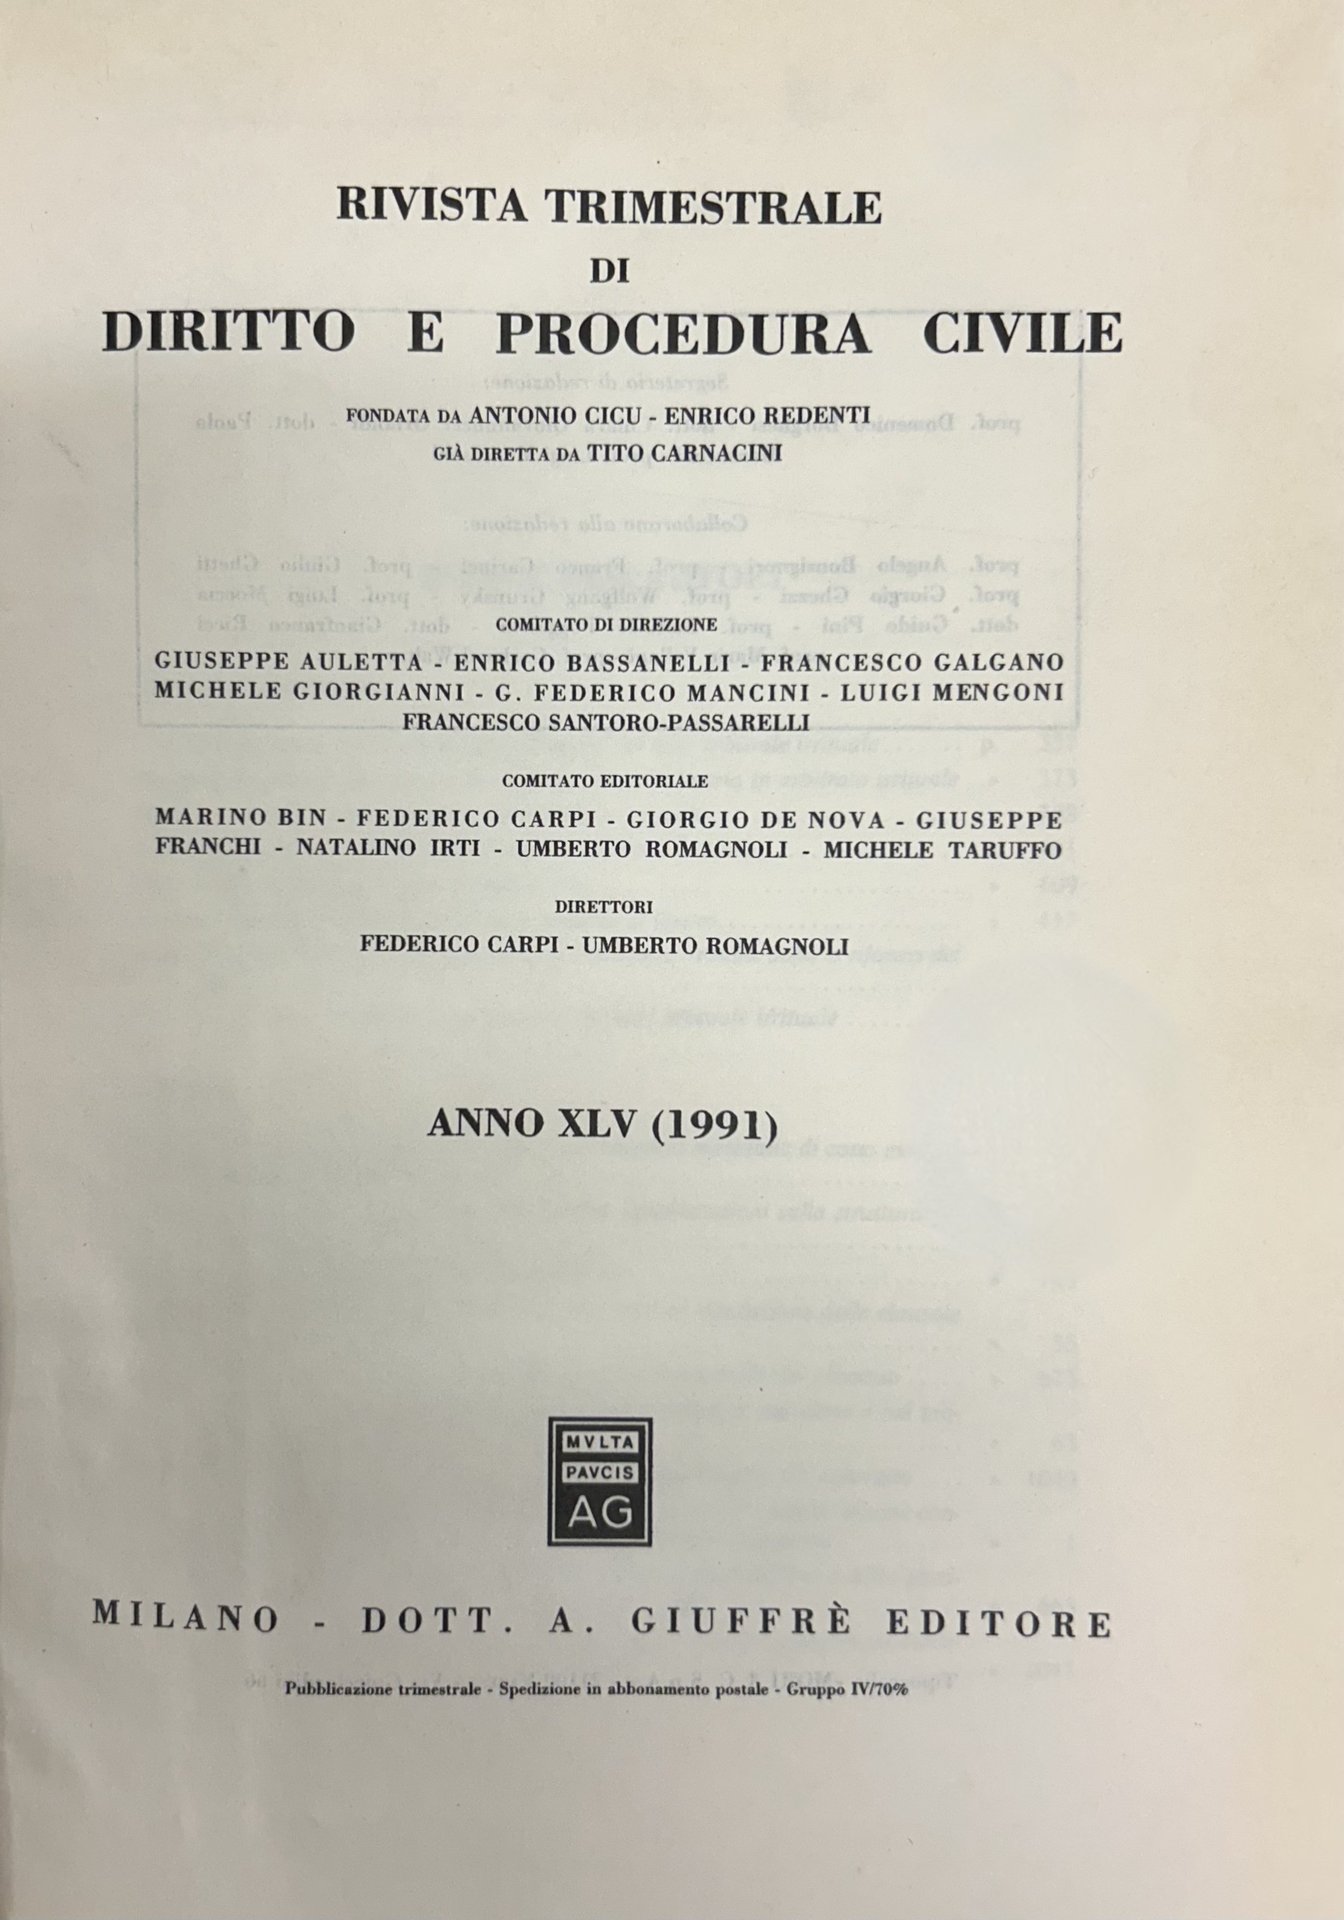 RIVISTA TRIMESTRALE
DI
DIRITTO E PROCEDURA CIVILE
FONDATA DA ANTONIO CICU - ENRICO REDENTI
GIÀ DIRETTA DA TITO CARNACINI
COMITATO DI DIREZIONE
GIUSEPPE AULETTA - ENRICO BASSANELLI - FRANCESCO GALGANO
MICHELE GIORGIANNI - G. FEDERICO MANCINI - LUIGI MENGONI
FRANCESCO SANTORO-PASSARELLI
COMITATO EDITORIALE
MARINO BIN - FEDERICO CARPI - GIORGIO DE NOVA - GIUSEPPE
FRANCHI - NATALINO IRTI - UMBERTO ROMAGNOLI - MICHELE TARUFFO
DIRETTORI
FEDERICO CARPI - UMBERTO ROMAGNOLI
ANNO XLV (1991)
MVLTA
PAVCIS
AG
MILANO - DOTT. A. GIUFFRÈ EDITORE
Pubblicazione trimestrale - Spedizione in abbonamento postale - Gruppo IV/70%